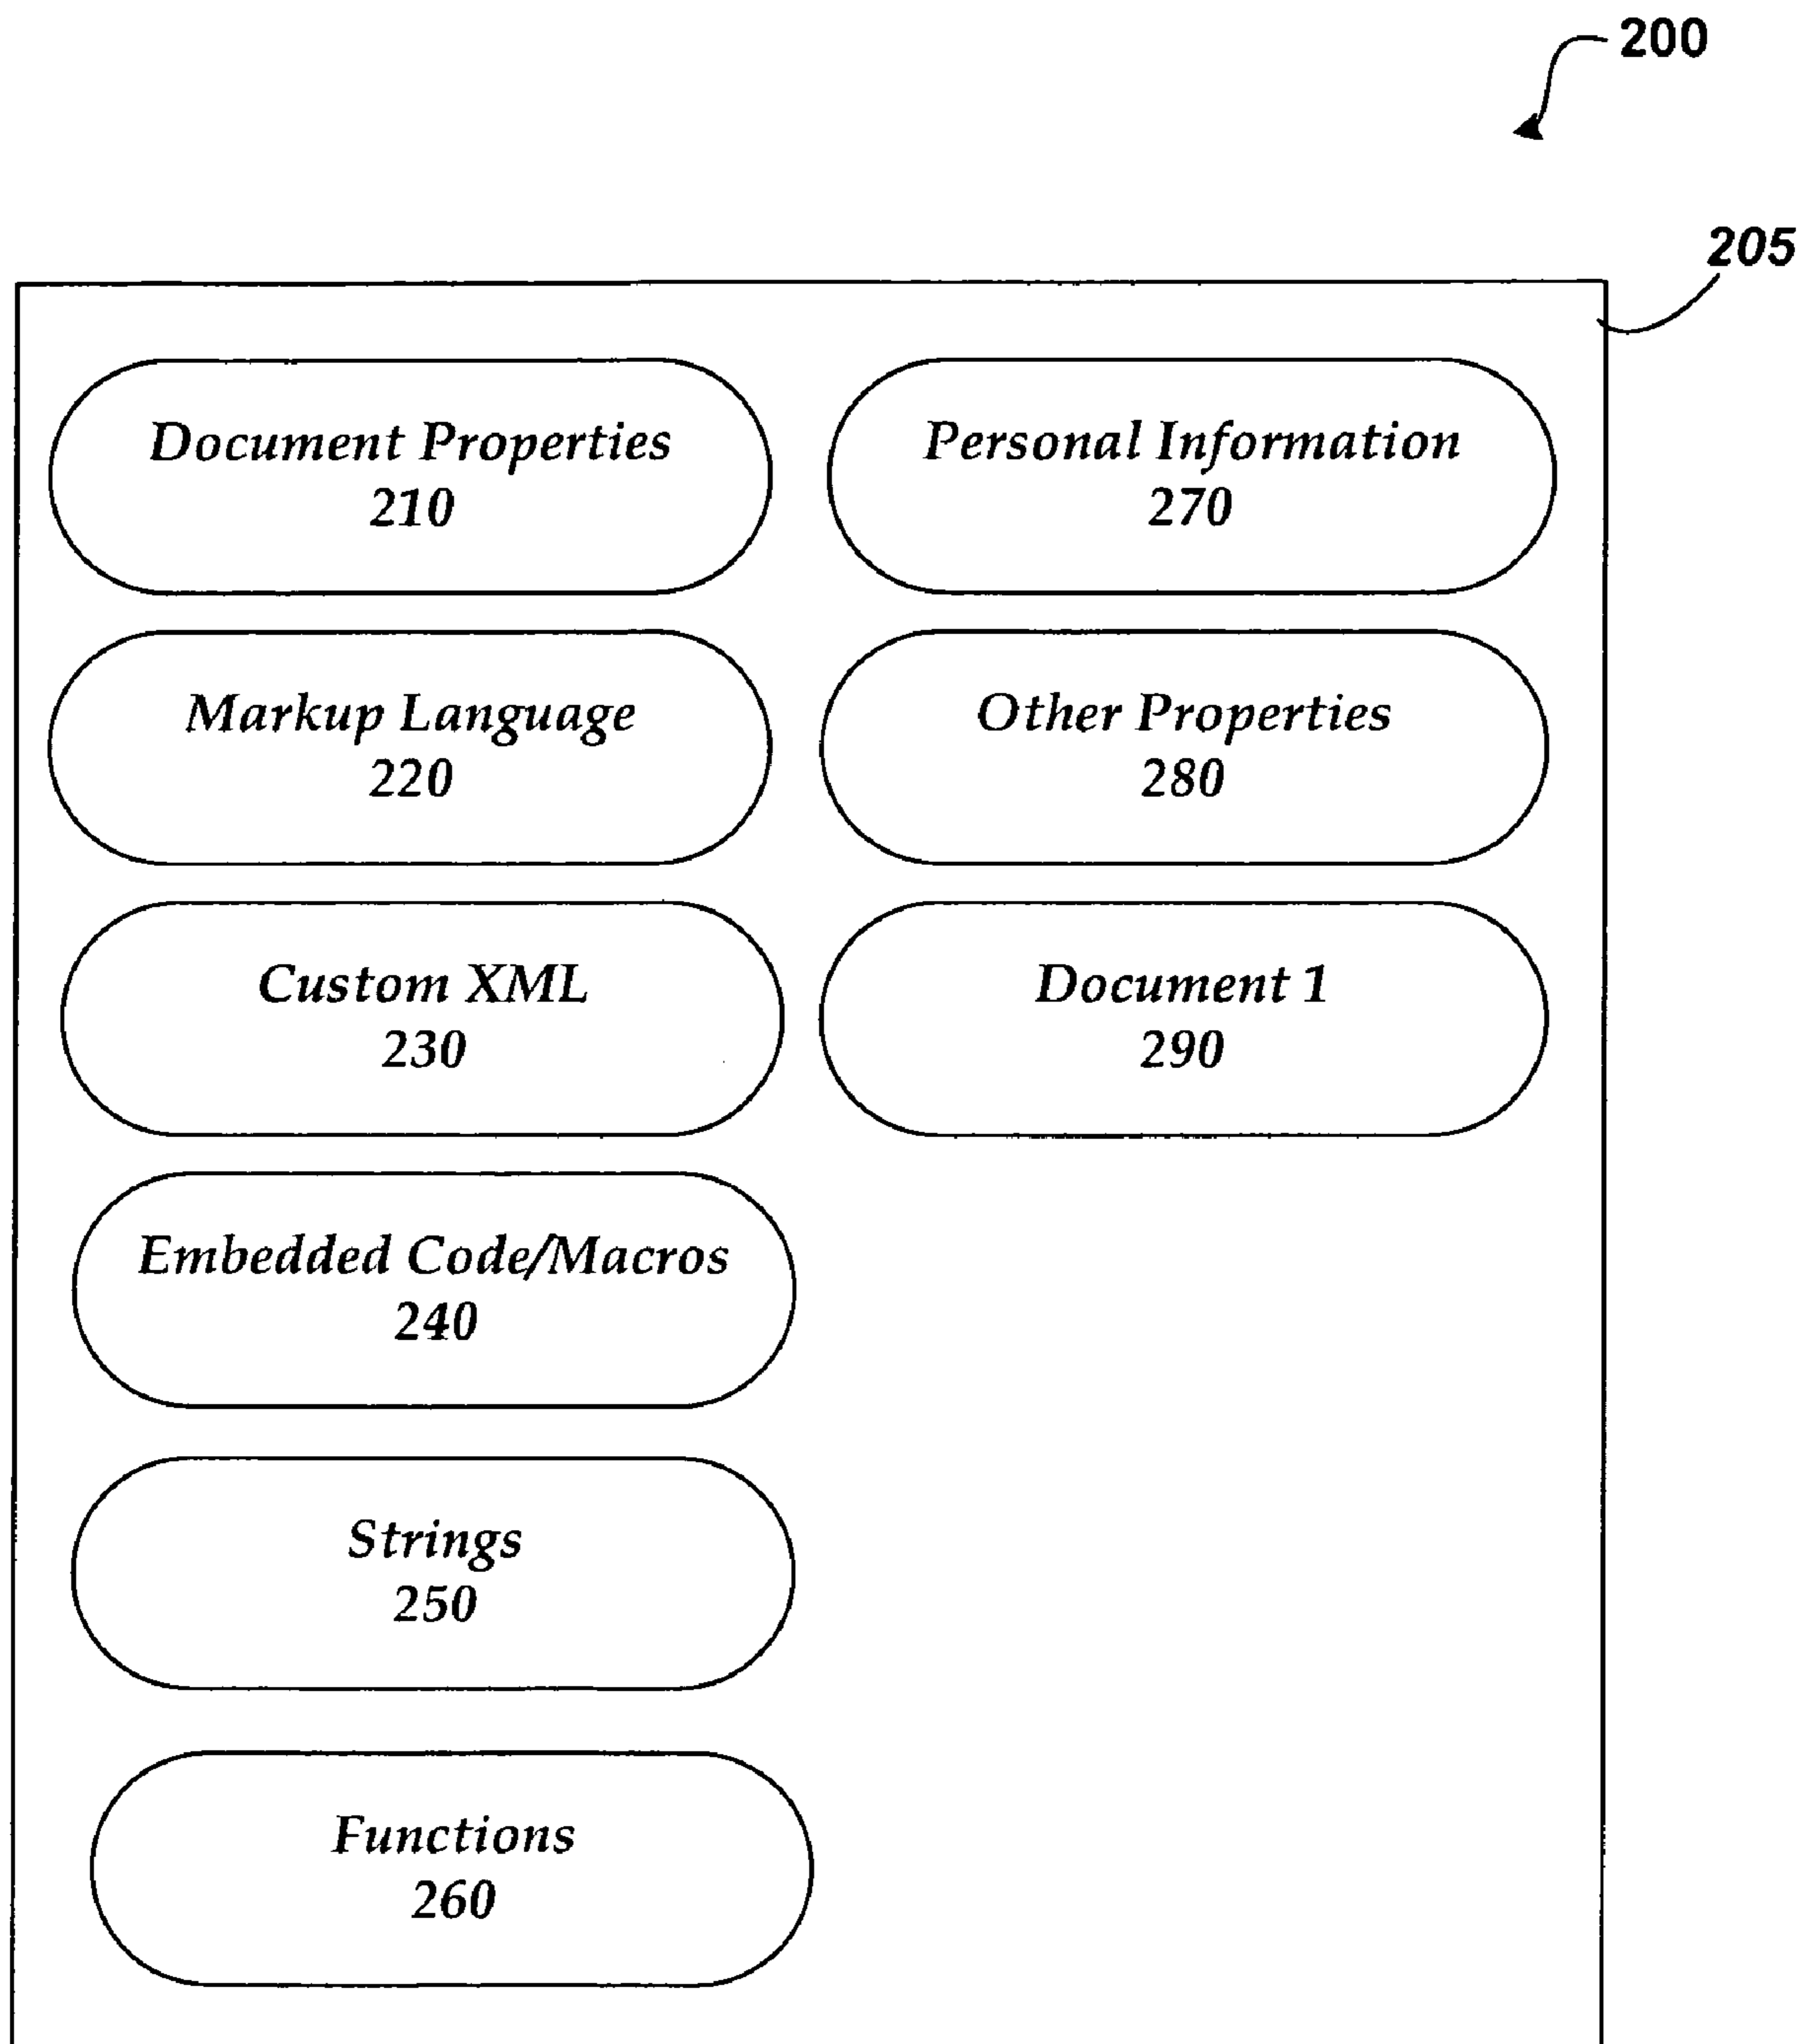 200
205
Document Properties
210
Personal Information
270
Markup Language
220
Other Properties
280
Custom XML
230
Document 1
290
Embedded Code/Macros
240
Strings
250
Functions
260